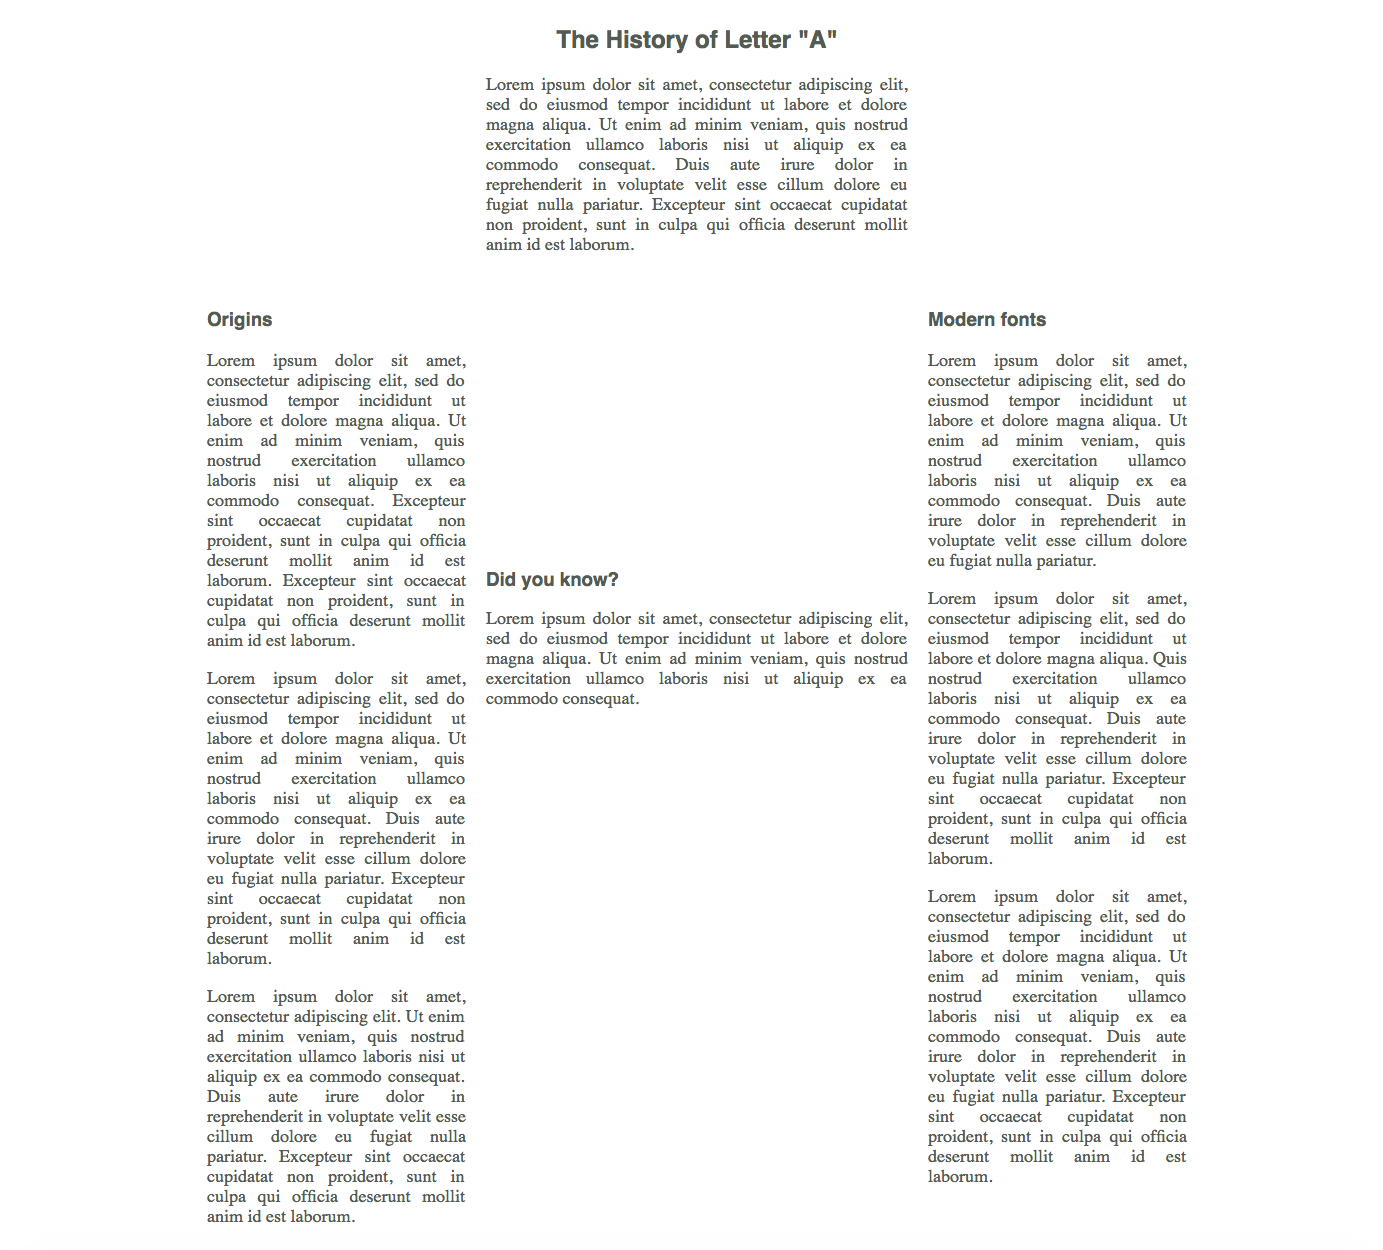 The History of Letter "A"
Lorem ipsum dolor sit amet, consectetur adipiscing elit,
sed do eiusmod tempor incididunt ut labore et dolore
magna aliqua. Ut enim ad minim veniam, quis nostrud
exercitation ullamco laboris nisi ut aliquip ex ea
commodo consequat. Duis aute irure dolor in
reprehenderit in voluptate velit esse cillum dolore eu
fugiat nulla pariatur. Excepteur sint occaecat cupidatat
non proident, sunt in culpa qui officia deserunt mollit
anim id est laborum.
Origins
Lorem ipsum dolor sit amet,
consectetur adipiscing elit, sed do
eiusmod tempor incididunt ut
labore et dolore magna aliqua. Ut
enim ad minim veniam, quis
nostrud exercitation ullamco
laboris nisi ut aliquip ex ea
commodo consequat. Excepteur
sint occaecat cupidatat non
proident, sunt in culpa qui officia
deserunt mollit anim id est
laborum. Excepteur sint occaecat
cupidatat non proident, sunt in
culpa qui officia deserunt mollit
anim id est laborum.
Lorem ipsum dolor sit amet,
consectetur adipiscing elit, sed do
eiusmod tempor incididunt ut
labore et dolore magna aliqua. Ut
enim ad minim veniam, quis
nostrud exercitation ullamco
laboris nisi ut aliquip ex ea
commodo consequat. Duis aute
irure dolor in reprehenderit in
voluptate velit esse cillum dolore
eu fugiat nulla pariatur. Excepteur
sint occaecat cupidatat non
proident, sunt in culpa qui officia
deserunt mollit anim id est
laborum.
Lorem ipsum dolor sit amet,
consectetur adipiscing elit. Ut enim
ad minim veniam, quis nostrud
exercitation ullamco laboris nisi ut
aliquip ex ea commodo consequat.
Duis aute irure dolor in
reprehenderit in voluptate velit esse
cillum dolore eu fugiat nulla
pariatur. Excepteur sint occaecat
cupidatat non proident, sunt in
culpa qui officia deserunt mollit
anim id est laborum.
Did you know?
Lorem ipsum dolor sit amet, consectetur adipiscing elit,
sed do eiusmod tempor incididunt ut labore et dolore
magna aliqua. Ut enim ad minim veniam, quis nostrud
exercitation ullamco laboris nisi ut aliquip ex ea
commodo consequat.
Modern fonts
Lorem ipsum dolor sit amet,
consectetur adipiscing elit, sed do
eiusmod tempor incididunt ut
labore et dolore magna aliqua. Ut
enim ad minim veniam, quis
nostrud exercitation ullamco
laboris nisi ut aliquip ex ea
commodo consequat. Duis aute
irure dolor in reprehenderit in
voluptate velit esse cillum dolore
eu fugiat nulla pariatur.
Lorem ipsum dolor sit amet,
consectetur adipiscing elit, sed do
eiusmod tempor incididunt ut
labore et dolore magna aliqua. Quis
nostrud exercitation ullamco
laboris nisi ut aliquip ex ea
commodo consequat. Duis aute
irure dolor in reprehenderit in
voluptate velit esse cillum dolore
eu fugiat nulla pariatur. Excepteur
sint occaecat cupidatat non
proident, sunt in culpa qui officia
deserunt mollit anim id est
laborum.
Lorem ipsum dolor sit amet,
consectetur adipiscing elit, sed do
eiusmod tempor incididunt ut
labore et dolore magna aliqua. Ut
enim ad minim veniam, quis
nostrud exercitation ullamco
laboris nisi ut aliquip ex ea
commodo consequat. Duis aute
irure dolor in reprehenderit in
voluptate velit esse cillum dolore
eu fugiat nulla pariatur. Excepteur
sint occaecat cupidatat non
proident, sunt in culpa qui officia
deserunt mollit anim id est
laborum.